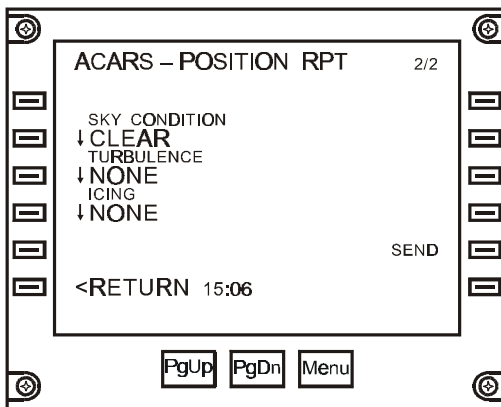 ACARS – POSITION RPT 2/2
SKY CONDITION
↓CLEAR
TURBULENCE
↓NONE
ICING
↓NONE
SEND
<RETURN 15:06
PgUp PgDn Menu